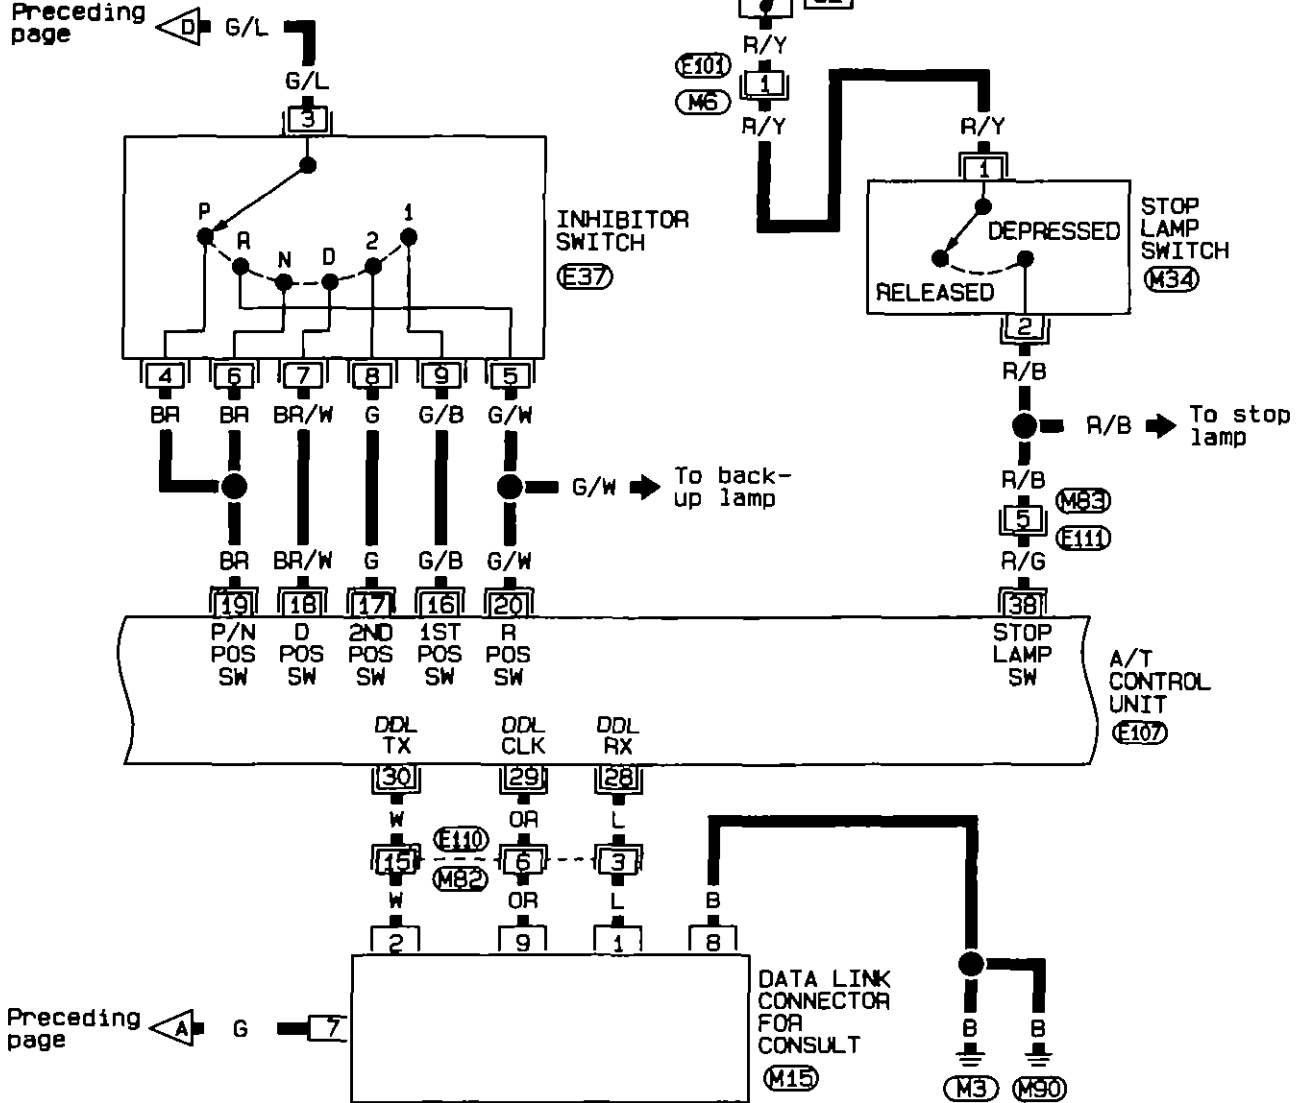 Preceding
page
D G/L
G/L
3
P
R
N
D
2
1
INHIBITOR
SWITCH
E37
4 6 7 8 9 5
BR BR BR/W G G/B G/W
G/W To back-
up lamp
BR BR/W G G/B G/W
19 18 17 16 20
P/N D 2ND 1ST R
POS POS POS POS POS
SW SW SW SW SW
R/Y
E101
1
M6
R/Y
R/Y
1
DEPRESSED
RELEASED
STOP
LAMP
SWITCH
M34
2
R/B
R/B To stop
lamp
R/B
M83
5
E111
R/G
38
STOP
LAMP
SW
A/T
CONTROL
UNIT
E107
DDL DDL DDL
TX CLK RX
30 29 28
W OR L
E110
15 6 3
M82
W OR L B
2 9 1 8
DATA LINK
CONNECTOR
FOR
CONSULT
M15
Preceding
page
A G 7
B B
M3 M90